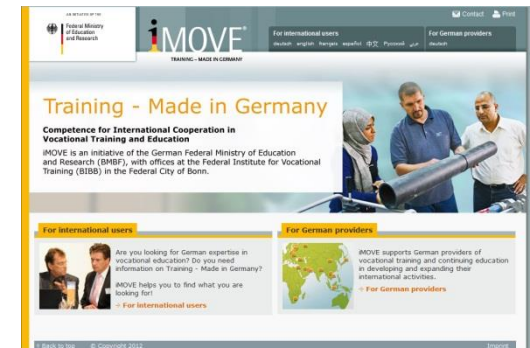 AN INITIATIVE OF THE
Federal Ministry
of Education
and Research
iMOVE
TRAINING – MADE IN GERMANY
Contact Print
For international users
deutsch english français español 中文 Русский عربي
For German providers
deutsch
Training - Made in Germany
Competence for International Cooperation in
Vocational Training and Education
iMOVE is an initiative of the German Federal Ministry of Education
and Research (BMBF), with offices at the Federal Institute for Vocational
Training (BIBB) in the Federal City of Bonn.
For international users
Are you looking for German expertise in
vocational education? Do you need
information on Training - Made in Germany?
iMOVE helps you to find what you are
looking for!
For international users
For German providers
iMOVE supports German providers of
vocational training and continuing education
in developing and expanding their
international activities.
For German providers
Back to top © Copyright 2012 Imprint